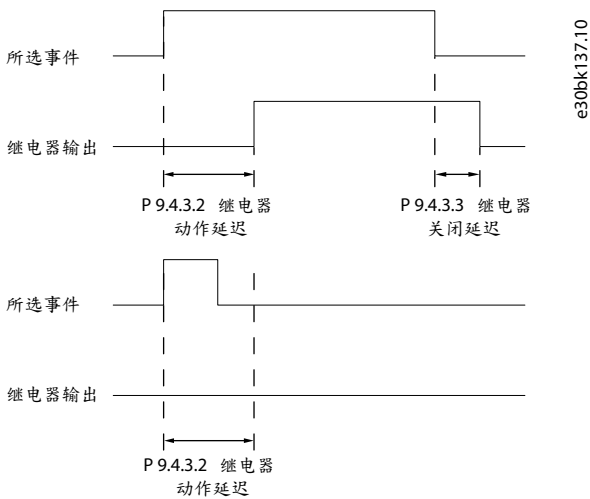 所选事件
e30bk137.10
继电器输出
P 9.4.3.2 继电器
动作延迟
P 9.4.3.3 继电器
关闭延迟
所选事件
继电器输出
P 9.4.3.2 继电器
动作延迟